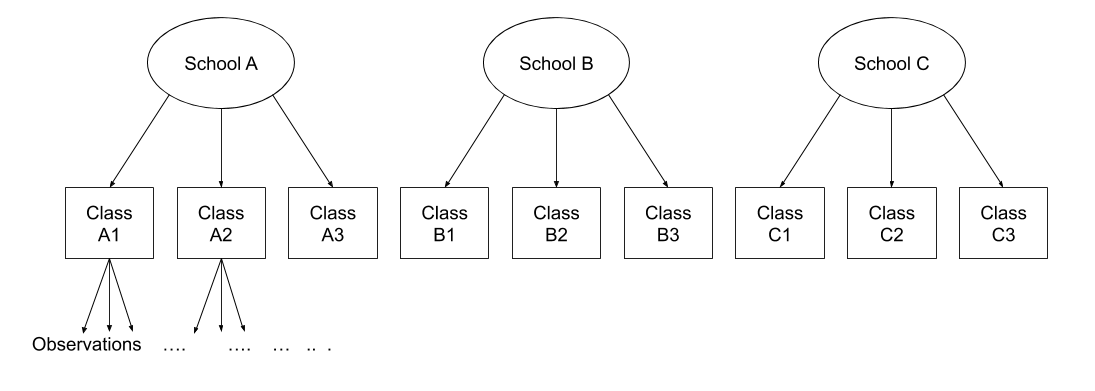 School A
School B
School C
Class
A1
Class
A2
Class
A3
Class
B1
Class
B2
Class
B3
Class
C1
Class
C2
Class
C3
Observations .... .... ... .. .